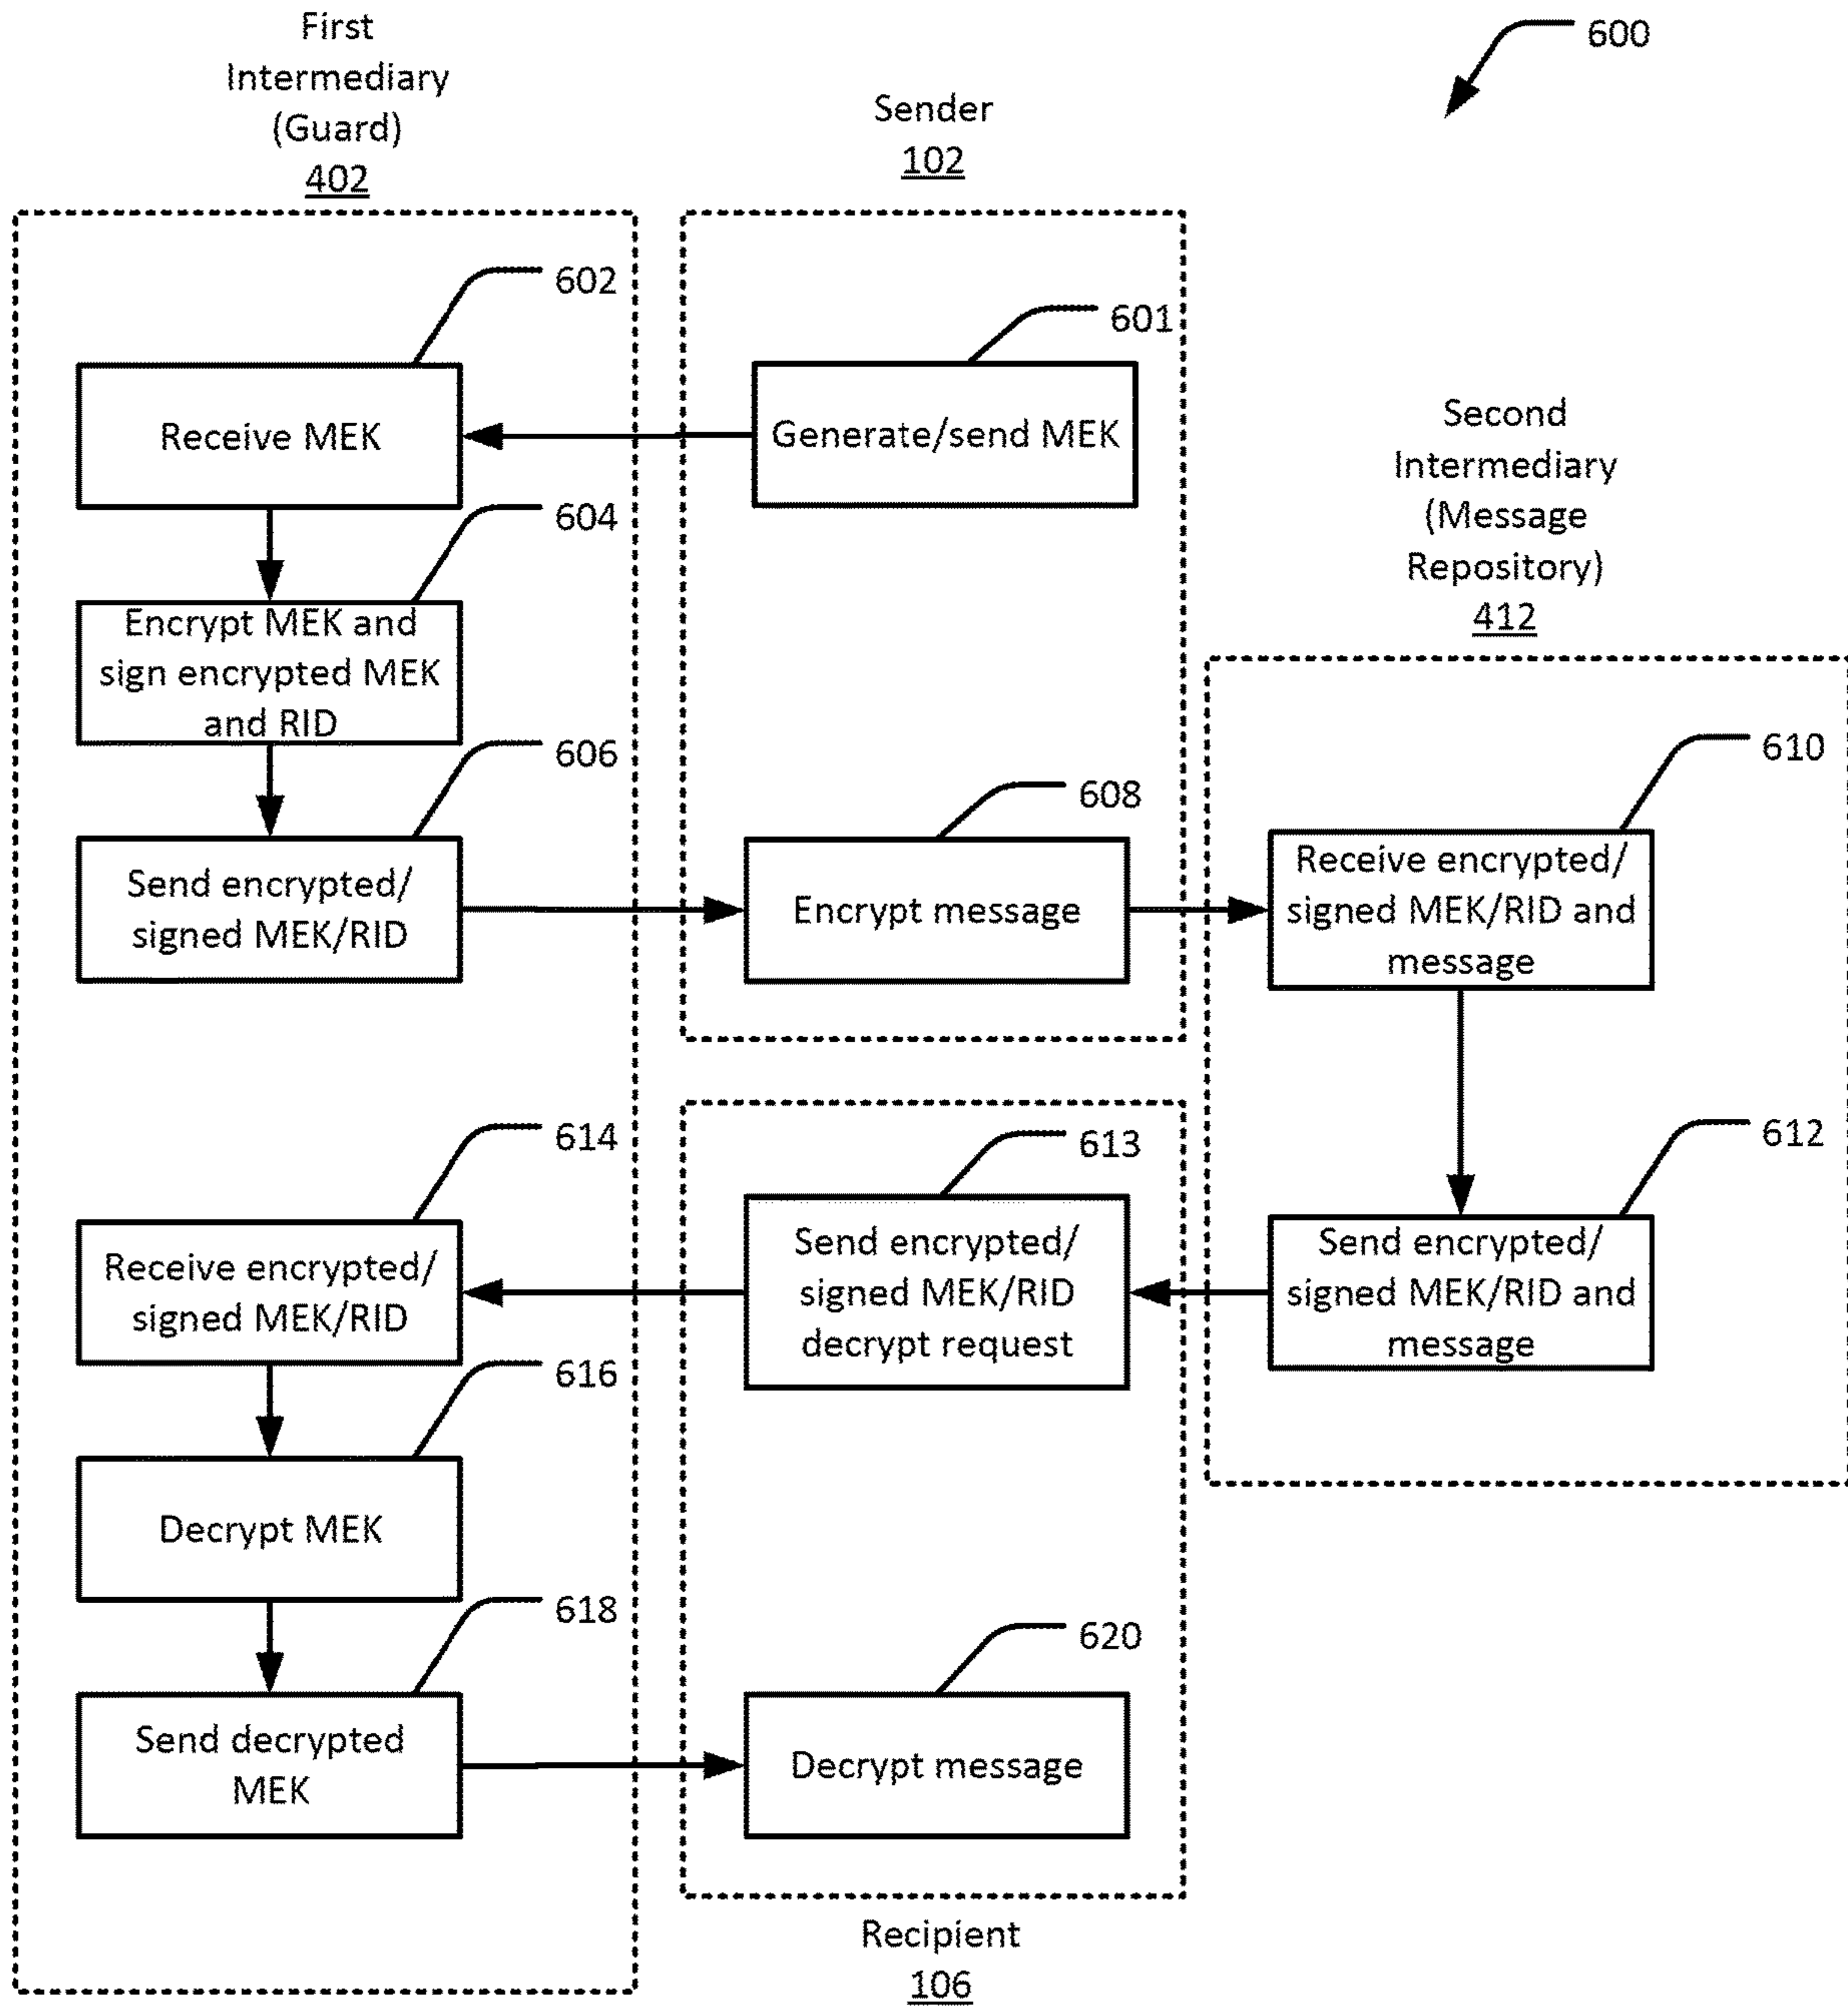 First
Intermediary
(Guard)
402
Sender
102
600
602
Receive MEK
601
Generate/send MEK
Second
Intermediary
(Message
Repository)
412
604
Encrypt MEK and
sign encrypted MEK
and RID
606
Send encrypted/
signed MEK/RID
608
Encrypt message
610
Receive encrypted/
signed MEK/RID and
message
612
Send encrypted/
signed MEK/RID and
message
613
Send encrypted/
signed MEK/RID
decrypt request
614
Receive encrypted/
signed MEK/RID
616
Decrypt MEK
618
Send decrypted
MEK
620
Decrypt message
Recipient
106